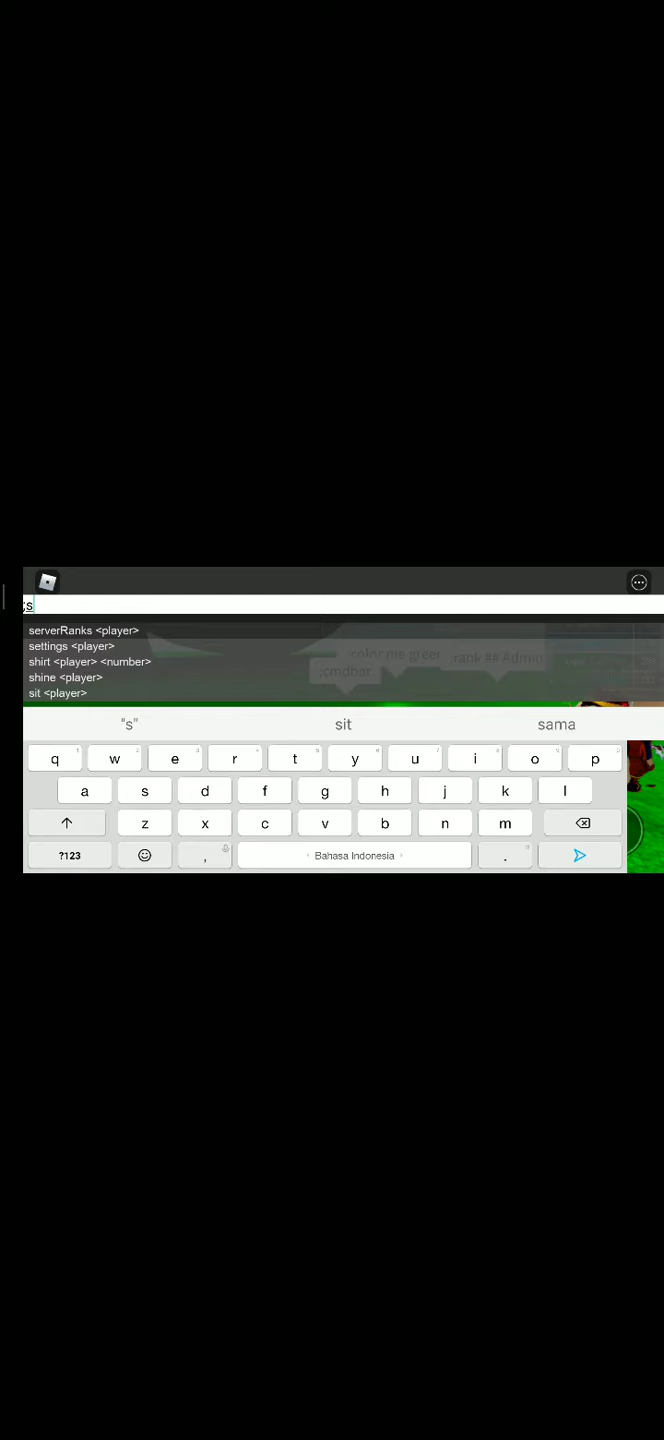 ;s
serverRanks <player>
settings <player>
shirt <player> <number>
shine <player>
sit <player>
:color me green
:rank ## Admin
;cmdbar
"s" sit sama
q w e r t y u i o p
a s d f g h j k l
z x c v b n m
?123 , Bahasa Indonesia .